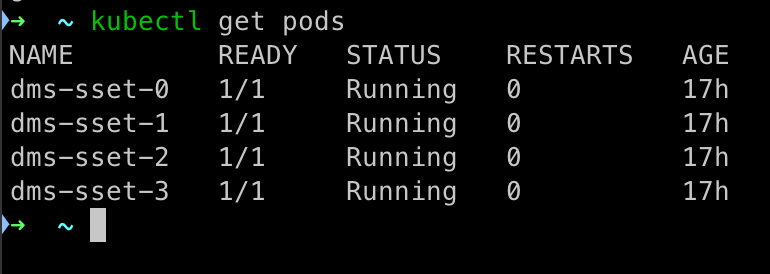 ➜ ~ kubectl get pods
NAME READY STATUS RESTARTS AGE
dms-sset-0 1/1 Running 0 17h
dms-sset-1 1/1 Running 0 17h
dms-sset-2 1/1 Running 0 17h
dms-sset-3 1/1 Running 0 17h
➜ ~